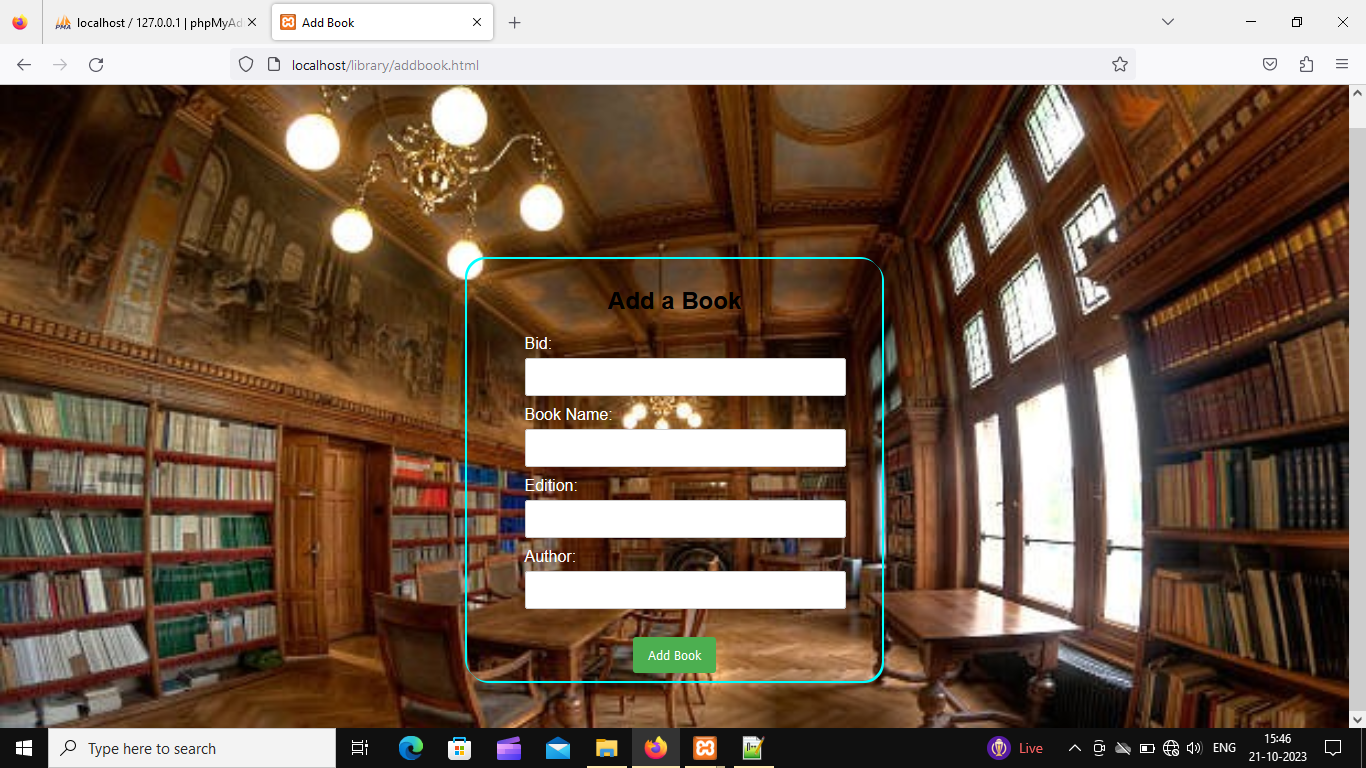 localhost / 127.0.0.1 | phpMyAd
Add Book
localhost/library/addbook.html
Add a Book
Bid:
Book Name:
Edition:
Author:
Add Book
Type here to search
Live
ENG
15:46
21-10-2023